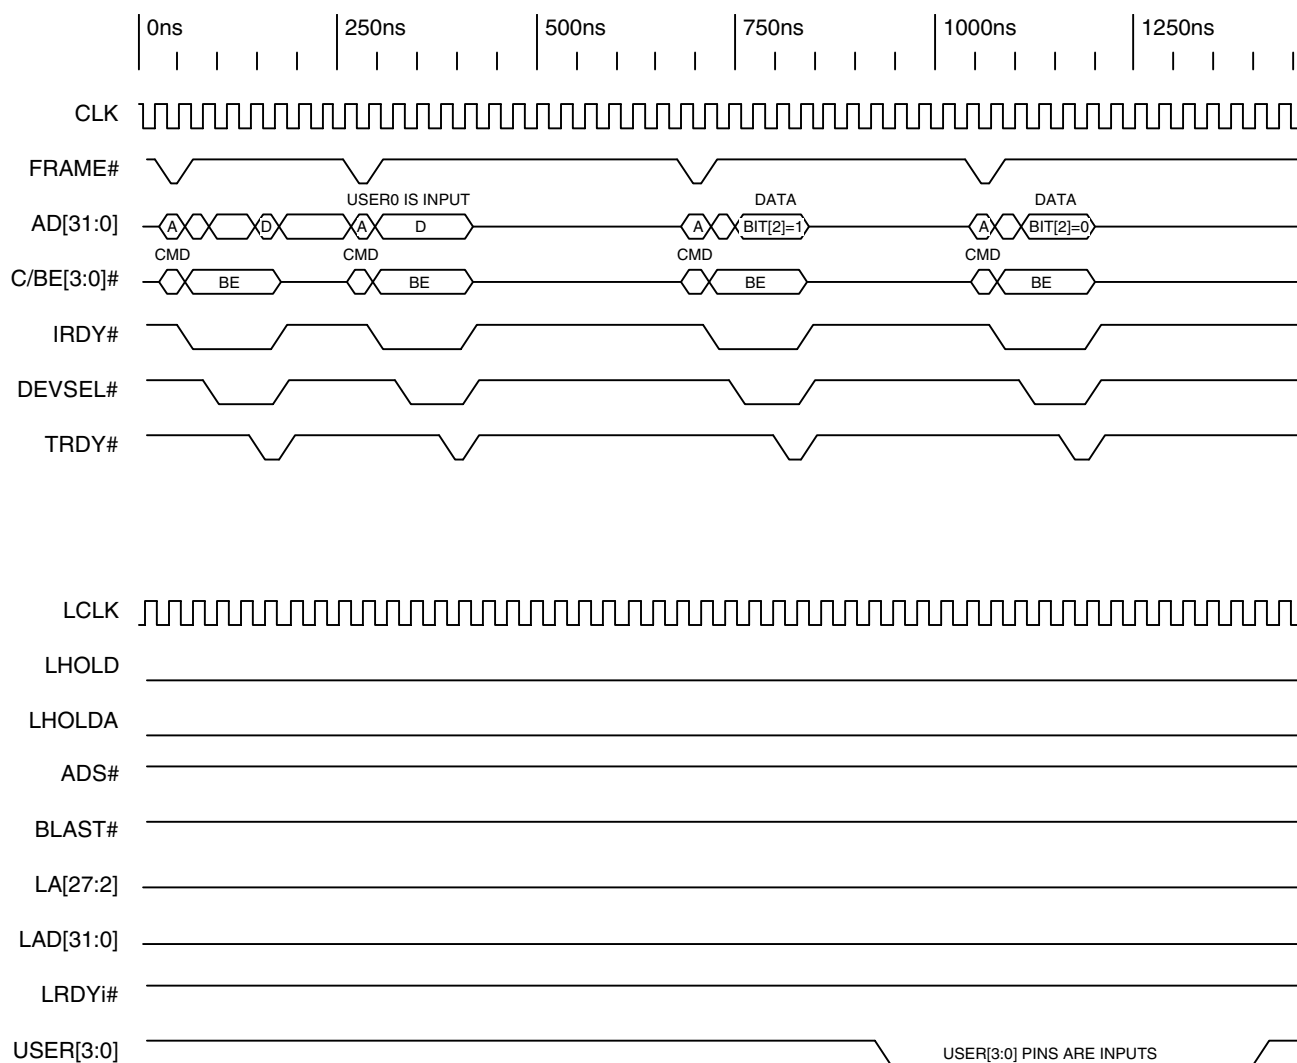 0ns 250ns 500ns 750ns 1000ns 1250ns
CLK
FRAME#
USER0 IS INPUT DATA DATA
AD[31:0] A D A D A BIT[2]=1 A BIT[2]=0
CMD CMD CMD CMD
C/BE[3:0]# BE BE BE BE
IRDY#
DEVSEL#
TRDY#
LCLK
LHOLD
LHOLDA
ADS#
BLAST#
LA[27:2]
LAD[31:0]
LRDYi#
USER[3:0] USER[3:0] PINS ARE INPUTS